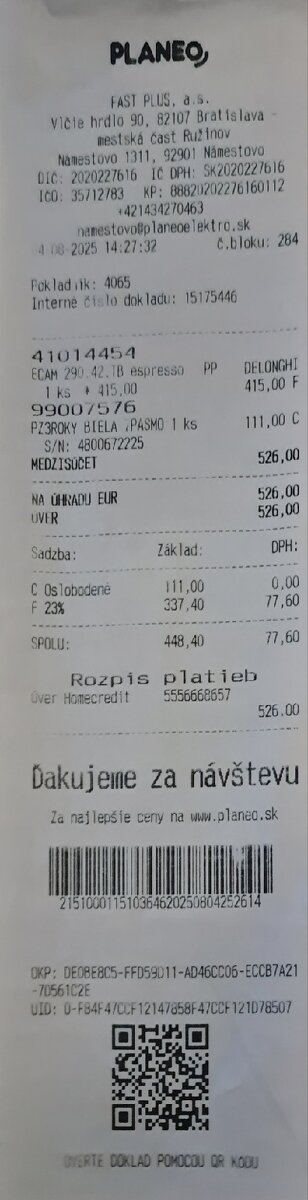 PLANEO
FAST PLUS, a.s.
Vlčie hrdlo 90, 82107 Bratislava -
mestská časť Ružinov
Námestovo 1311, 92901 Námestovo
DIČ: 2020227616 IČ DPH: SK2020227616
IČO: 35712783 KP: 88820202276160112
+421434270463
namestovo@planeoelektro.sk
4-08-2025 14:27:32 č.bloku: 284
Pokladník: 4065
Interné číslo dokladu: 15175446
41014454
ECAM 290.42.TB espresso PP DELONGHI
1 ks * 415,00 415,00 F
99007576
PZ3ROKY BIELA .PASMO 1 ks 111,00 C
S/N: 4800672225
MEDZISÚČET 526,00
NA ÚHRADU EUR 526,00
ÚVER 526,00
Sadzba: Základ: DPH:
C Oslobodené 111,00 0,00
F 23% 337,40 77,60
SPOLU: 448,40 77,60
Rozpis platieb
Úver Homecredit 5556668657
526,00
Ďakujeme za návštevu
Za najlepšie ceny na www.planeo.sk
215100011510364620250804252614
OKP: DE08E8C5-FFD59D11-AD46CC06-ECCB7A21
-7D561C2E
UID: O-F84F47CCF12147858F47CCF121D78507
OVERTE DOKLAD POMOCOU QR KÓDU